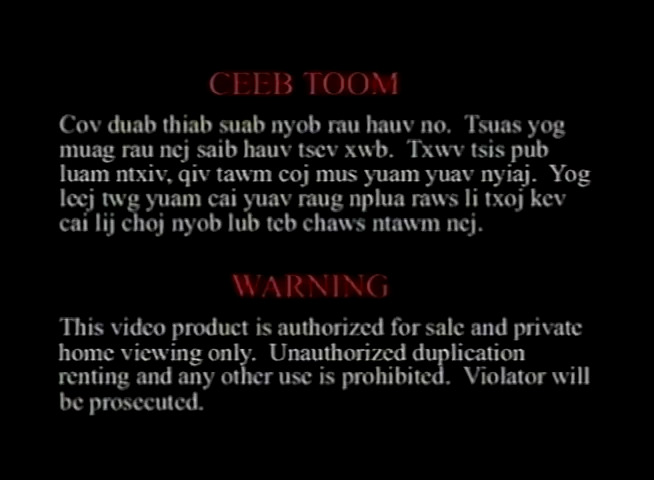 CEEB TOOM
Cov duab thiab suab nyob rau hauv no. Tsuas yog
muag rau nej saib hauv tsev xwb. Txwv tsis pub
luam ntxiv, qiv tawm coj mus yuam yuav nyiaj. Yog
leej twg yuam cai yuav raug nplua raws li txoj kev
cai lij choj nyob lub teb chaws ntawm nej.
WARNING
This video product is authorized for sale and private
home viewing only. Unauthorized duplication
renting and any other use is prohibited. Violator will
be prosecuted.